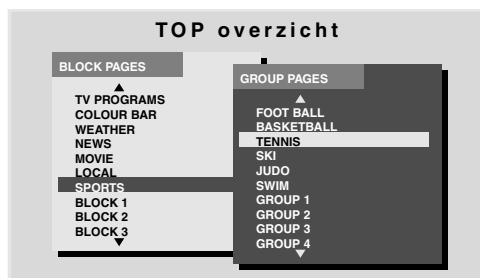 TOP overzicht
BLOCK PAGES
TV PROGRAMS
COLOUR BAR
WEATHER
NEWS
MOVIE
LOCAL
SPORTS
BLOCK 1
BLOCK 2
BLOCK 3
GROUP PAGES
FOOT BALL
BASKETBALL
TENNIS
SKI
JUDO
SWIM
GROUP 1
GROUP 2
GROUP 3
GROUP 4